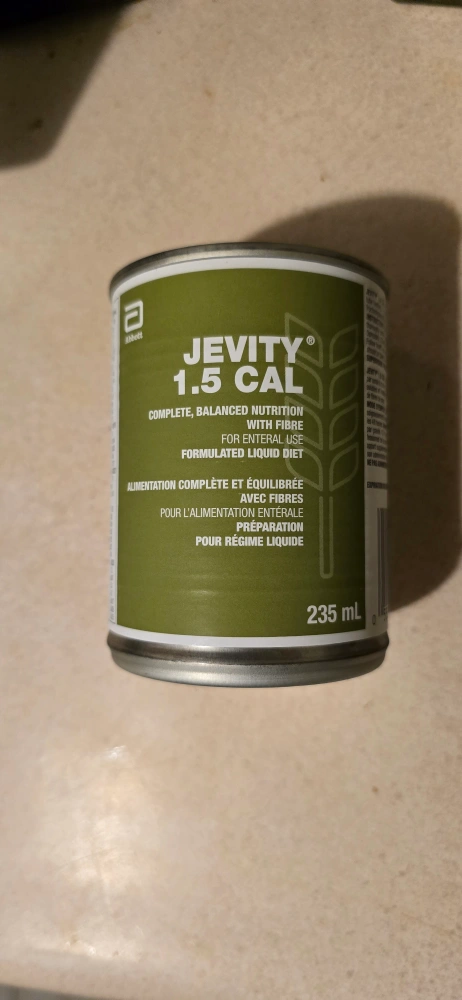 Abbott
JEVITY®
1.5 CAL
COMPLETE, BALANCED NUTRITION
WITH FIBRE
FOR ENTERAL USE
FORMULATED LIQUID DIET
ALIMENTATION COMPLÈTE ET ÉQUILIBRÉE
AVEC FIBRES
POUR L'ALIMENTATION ENTÉRALE
PRÉPARATION
POUR RÉGIME LIQUIDE
235 mL